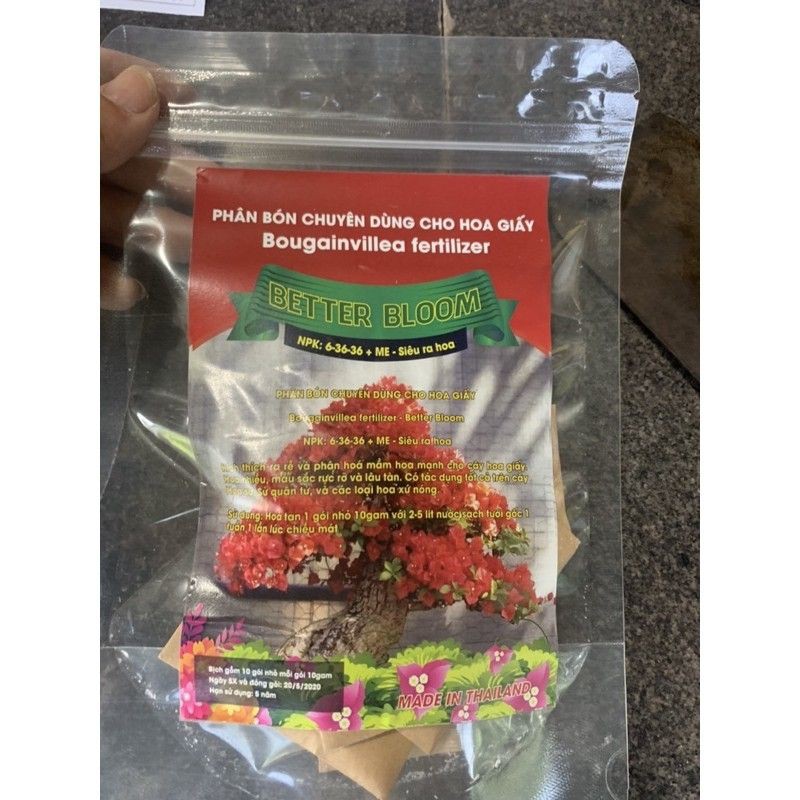 PHÂN BÓN CHUYÊN DÙNG CHO HOA GIẤY
Bougainvillea fertilizer
BETTER BLOOM
NPK: 6-36-36 + ME - Siêu ra hoa
PHÂN BÓN CHUYÊN DÙNG CHO HOA GIẤY
Bougainvillea fertilizer - Better Bloom
NPK: 6-36-36 + ME - Siêu ra hoa
thích ra rễ và phân hoá mầm hoa mạnh cho cây hoa giấy.
Hoa nhiều, màu sắc rực rỡ và lâu tàn. Có tác dụng tốt cả trên cây
Sứ quân tử, và các loại hoa xứ nóng.
Sử dụng: Hoà tan 1 gói nhỏ 10gam với 2-5 lít nước sạch tưới gốc 1
tuần 1 lần lúc chiều mát
Bịch gồm 10 gói nhỏ mỗi gói 10gam
Ngày SX và đóng gói: 20/5/2020
Hạn sử dụng: 5 năm
MADE IN THAILAND